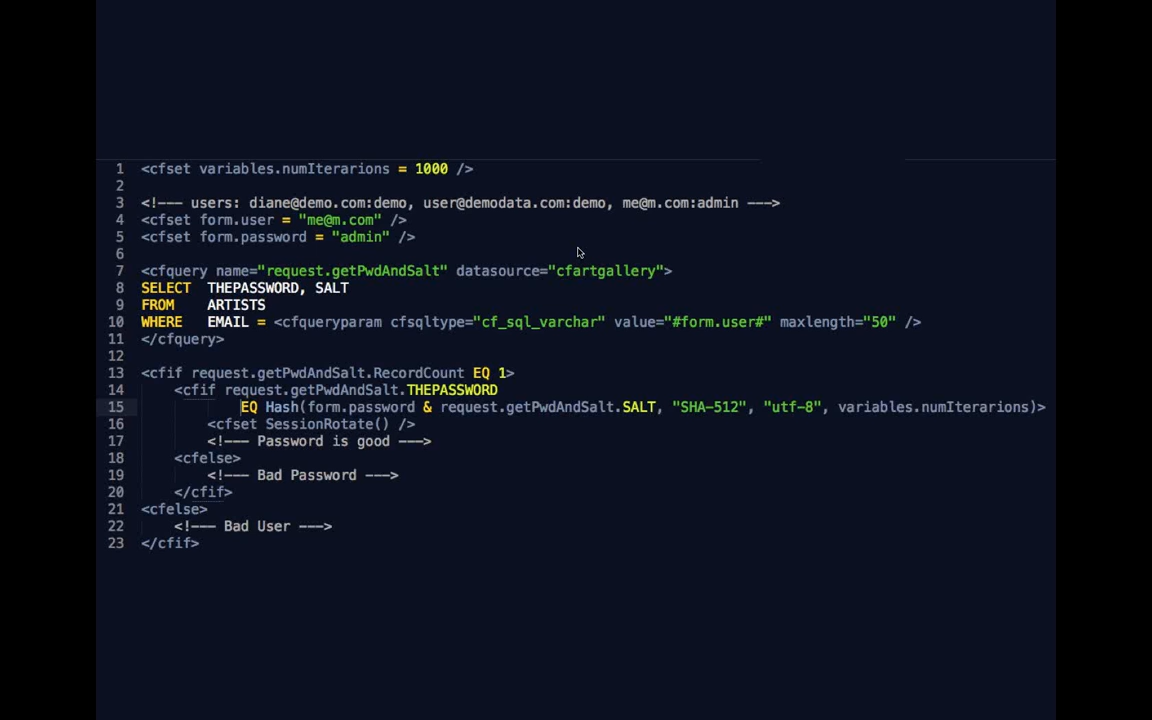 1 <cfset variables.numIterarions = 1000 />
2
3 <!--- users: diane@demo.com:demo, user@demodata.com:demo, me@m.com:admin --->
4 <cfset form.user = "me@m.com" />
5 <cfset form.password = "admin" />
6
7 <cfquery name="request.getPwdAndSalt" datasource="cfartgallery">
8 SELECT THEPASSWORD, SALT
9 FROM ARTISTS
10 WHERE EMAIL = <cfqueryparam cfsqltype="cf_sql_varchar" value="#form.user#" maxlength="50" />
11 </cfquery>
12
13 <cfif request.getPwdAndSalt.RecordCount EQ 1>
14 <cfif request.getPwdAndSalt.THEPASSWORD
15 EQ Hash(form.password & request.getPwdAndSalt.SALT, "SHA-512", "utf-8", variables.numIterarions)>
16 <cfset SessionRotate() />
17 <!--- Password is good --->
18 <cfelse>
19 <!--- Bad Password --->
20 </cfif>
21 <cfelse>
22 <!--- Bad User --->
23 </cfif>